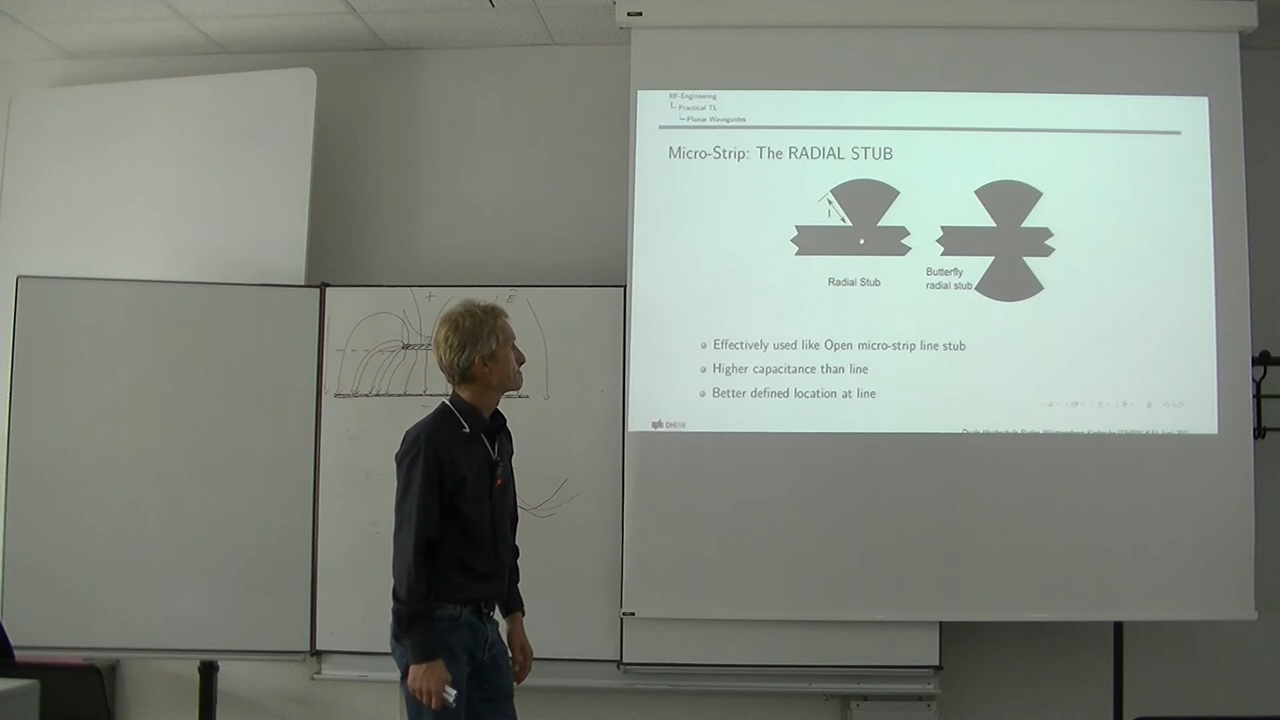 RF-Engineering
Practical TL
Planar Waveguides
Micro-Strip: The RADIAL STUB
l
Radial Stub
Butterfly
radial stub
Effectively used like Open micro-strip line stub
Higher capacitance than line
Better defined location at line
DHBW
+ E